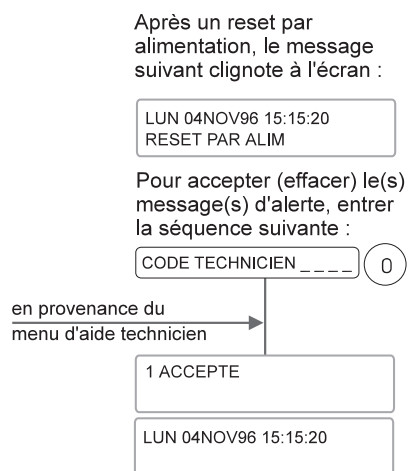 Après un reset par
alimentation, le message
suivant clignote à l'écran :
LUN 04NOV96 15:15:20
RESET PAR ALIM
Pour accepter (effacer) le(s)
message(s) d'alerte, entrer
la séquence suivante :
CODE TECHNICIEN _ _ _ _ 0
en provenance du
menu d'aide technicien
1 ACCEPTE
LUN 04NOV96 15:15:20